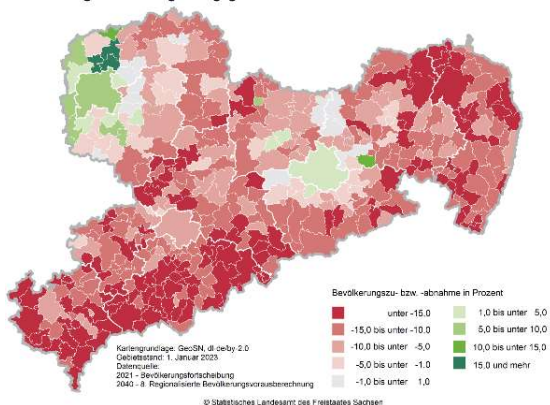 Bevölkerungszu- bzw. -abnahme in Prozent
unter -15.0
-15,0 bis unter -10.0
-10,0 bis unter -5,0
-5,0 bis unter -1.0
-1,0 bis unter 1,0
1,0 bis unter 5,0
5,0 bis unter 10,0
10,0 bis unter 15,0
15,0 und mehr
Kartengrundlage: GeoSN, dl-de/by-2.0
Gebietsstand: 1. Januar 2023
Datenquelle:
2021 - Bevölkerungsfortschreibung
2040 - 8. Regionalisierte Bevölkerungsvorausberechnung
© Statistisches Landesamt des Freistaates Sachsen